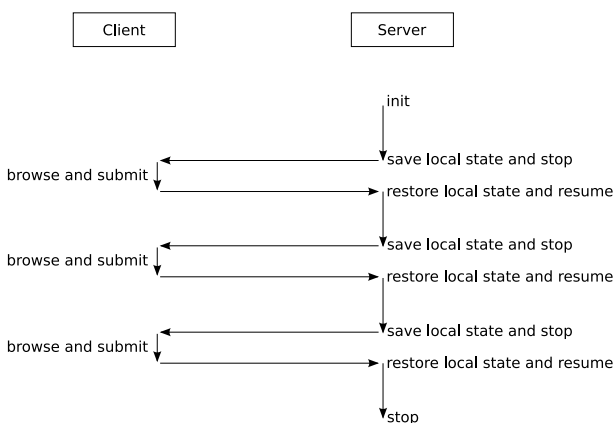 Client
Server
init
save local state and stop
browse and submit
restore local state and resume
save local state and stop
browse and submit
restore local state and resume
save local state and stop
browse and submit
restore local state and resume
stop